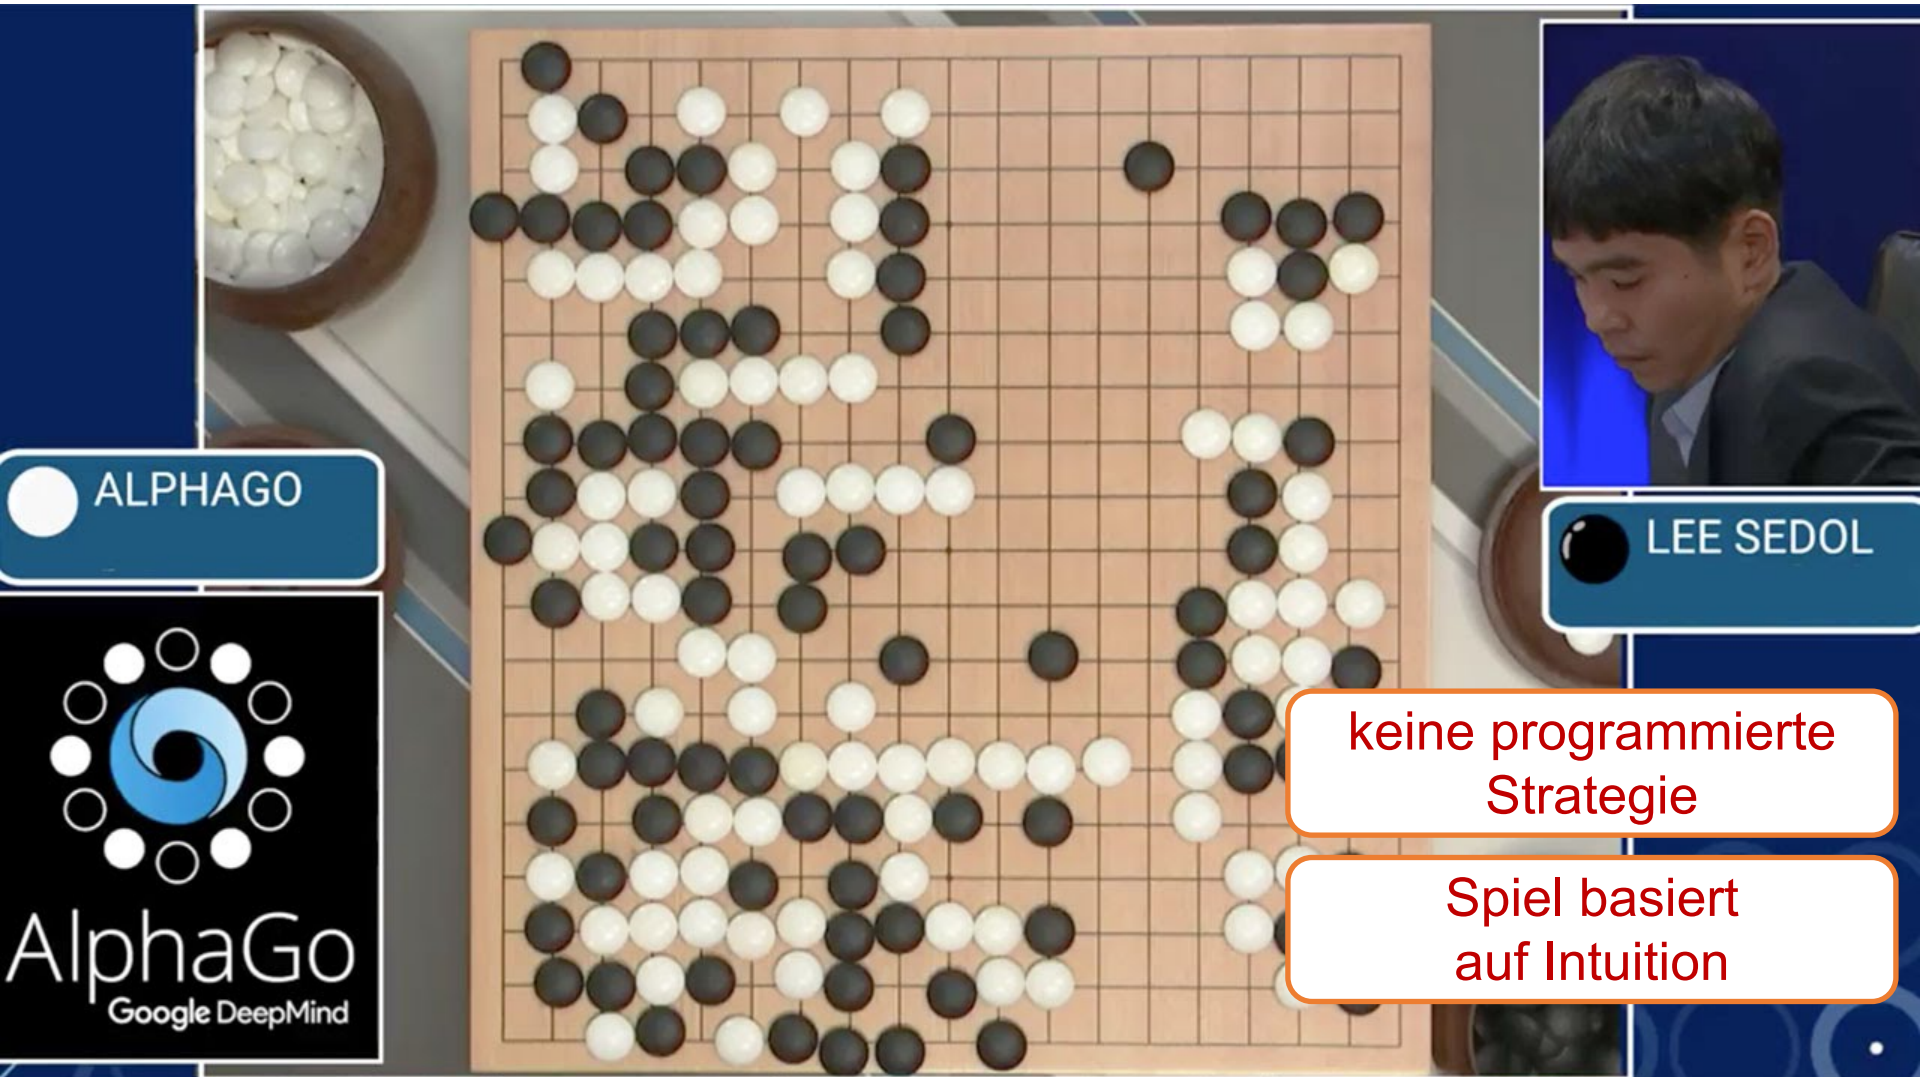 ALPHAGO
LEE SEDOL
AlphaGo
Google DeepMind
keine programmierte
Strategie
Spiel basiert
auf Intuition